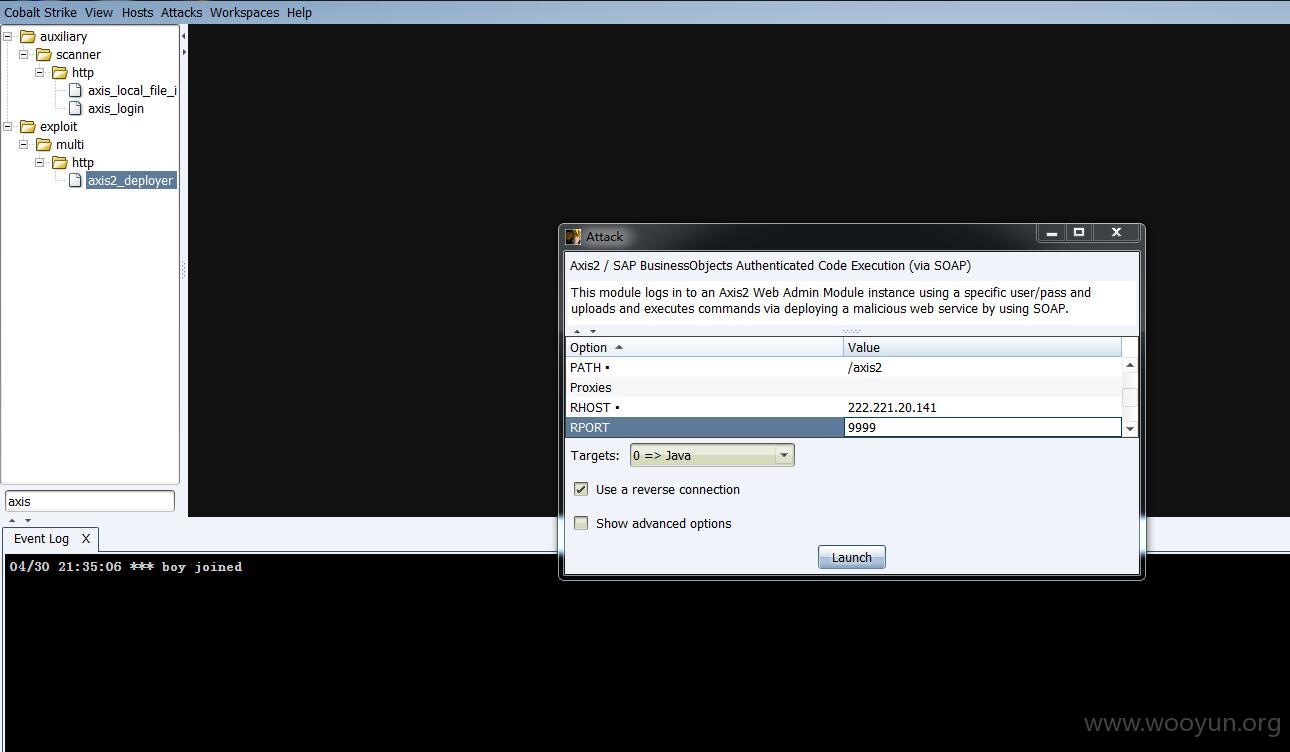 Cobalt Strike View Hosts Attacks Workspaces Help
auxiliary
scanner
http
axis_local_file_i
axis_login
exploit
multi
http
axis2_deployer
axis
Attack
Axis2 / SAP BusinessObjects Authenticated Code Execution (via SOAP)
This module logs in to an Axis2 Web Admin Module instance using a specific user/pass and
uploads and executes commands via deploying a malicious web service by using SOAP.
Option Value
PATH /axis2
Proxies
RHOST 222.221.20.141
RPORT 9999
Targets: 0 => Java
Use a reverse connection
Show advanced options
Launch
Event Log X
04/30 21:35:06 *** boy joined
www.wooyun.org